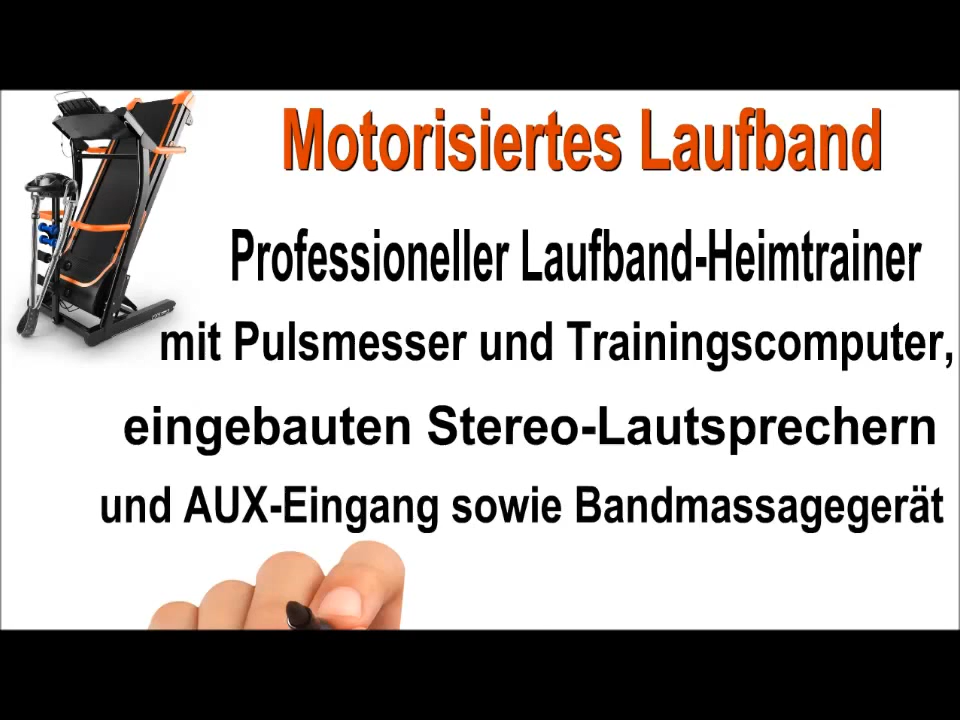 Motorisiertes Laufband
Professioneller Laufband-Heimtrainer
mit Pulsmesser und Trainingscomputer,
eingebauten Stereo-Lautsprechern
und AUX-Eingang sowie Bandmassagegerät